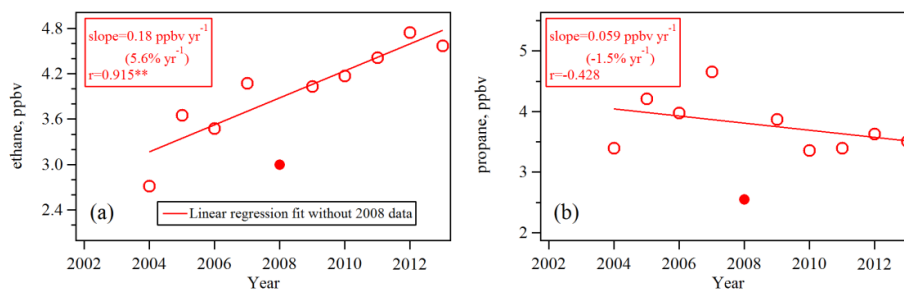 4.8
4.2
3.6
3.0
2.4
ethane, ppbv
slope=0.18 ppbv yr⁻¹
(5.6% yr⁻¹)
r=0.915**
(a)
Linear regression fit without 2008 data
2002 2004 2006 2008 2010 2012
Year
5
4
3
2
propane, ppbv
slope=0.059 ppbv yr⁻¹
(-1.5% yr⁻¹)
r=-0.428
(b)
2002 2004 2006 2008 2010 2012
Year